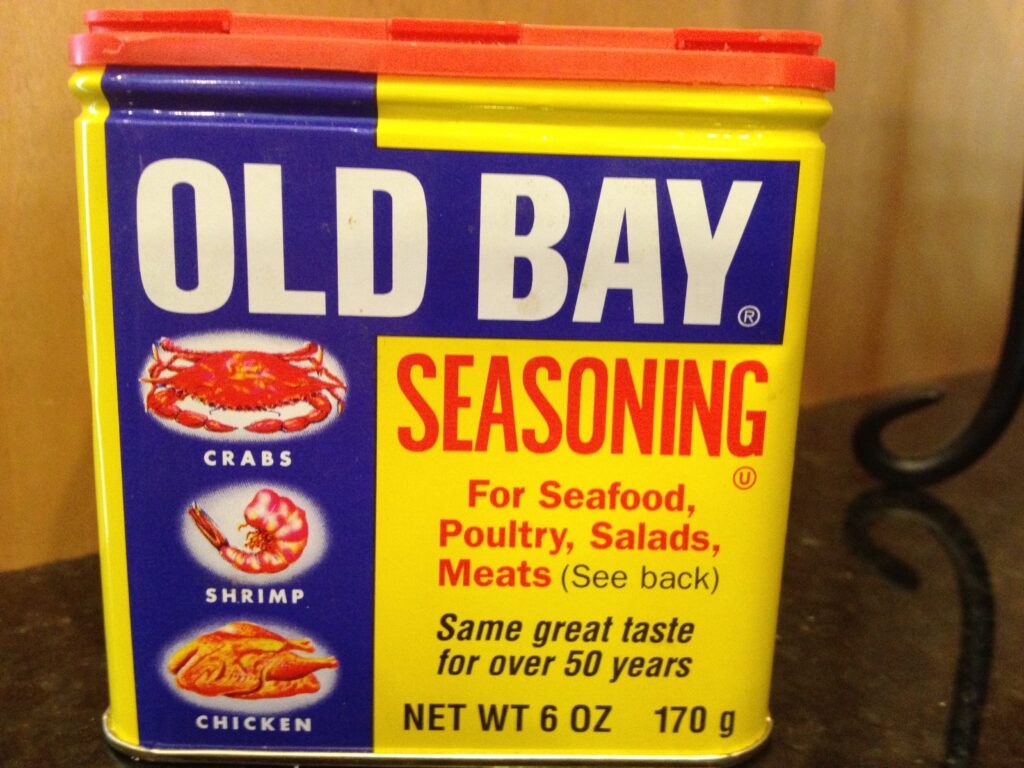 OLD BAY®
CRABS
SHRIMP
CHICKEN
SEASONING
Ⓤ
For Seafood,
Poultry, Salads,
Meats (See back)
Same great taste
for over 50 years
NET WT 6 OZ 170 g